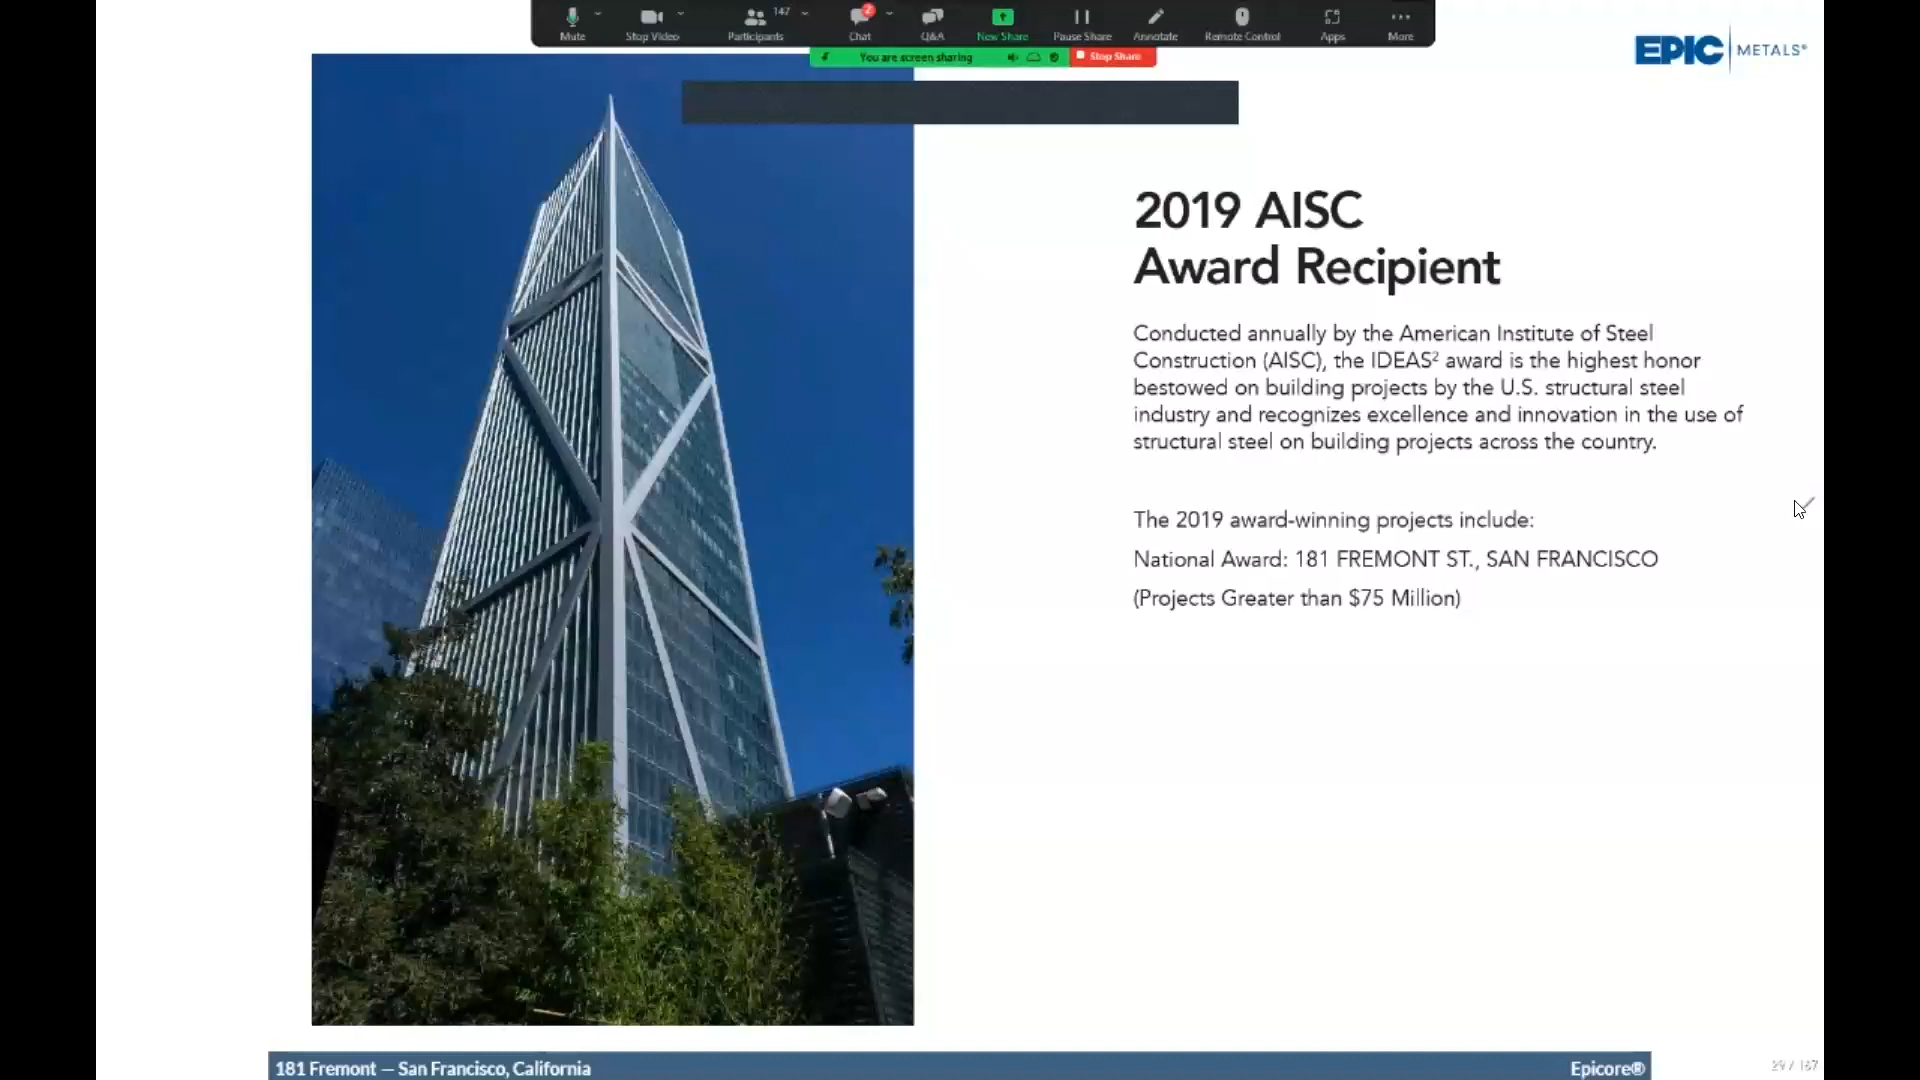 147
2
Mute
Stop Video
Participants
Chat
Q&A
New Share
Pause Share
Annotate
Remote Control
Apps
More
You are screen sharing
Stop Share
EPIC METALS®
2019 AISC
Award Recipient
Conducted annually by the American Institute of Steel
Construction (AISC), the IDEAS² award is the highest honor
bestowed on building projects by the U.S. structural steel
industry and recognizes excellence and innovation in the use of
structural steel on building projects across the country.
The 2019 award-winning projects include:
National Award: 181 FREMONT ST., SAN FRANCISCO
(Projects Greater than $75 Million)
181 Fremont — San Francisco, California
Epicore®
29 / 167